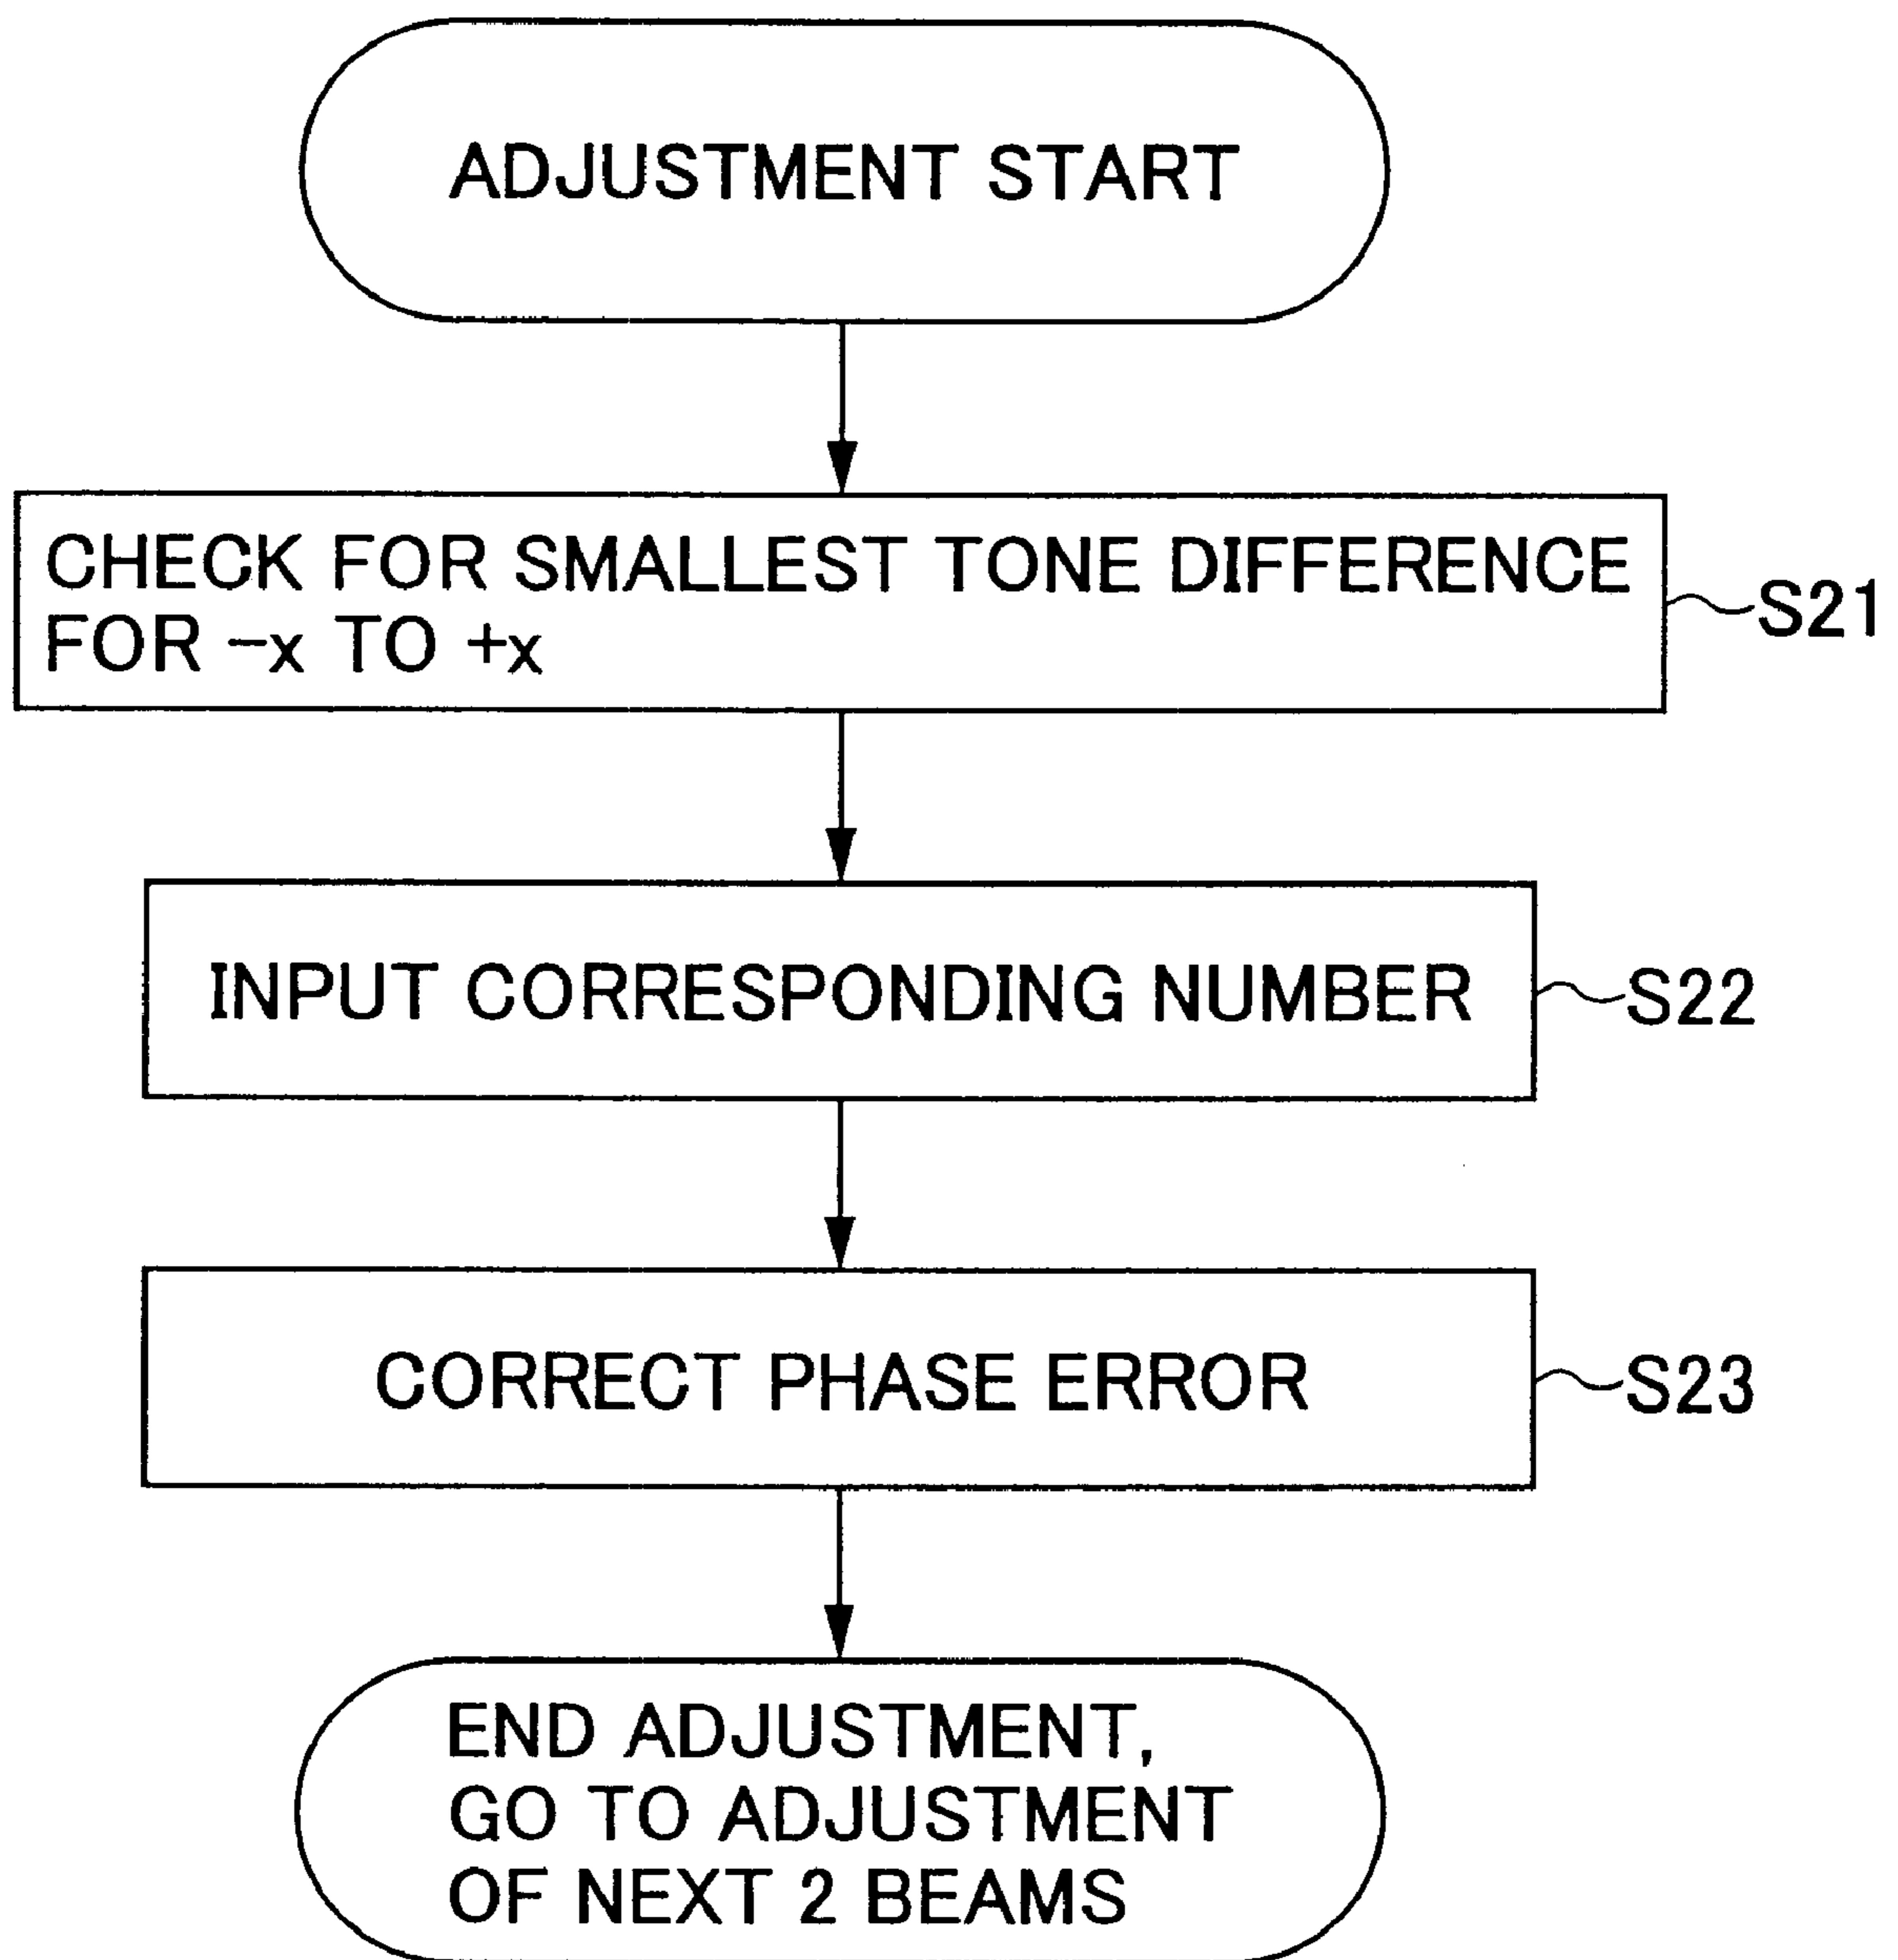 ADJUSTMENT START
CHECK FOR SMALLEST TONE DIFFERENCE
FOR -x TO +x
S21
INPUT CORRESPONDING NUMBER
S22
CORRECT PHASE ERROR
S23
END ADJUSTMENT,
GO TO ADJUSTMENT
OF NEXT 2 BEAMS